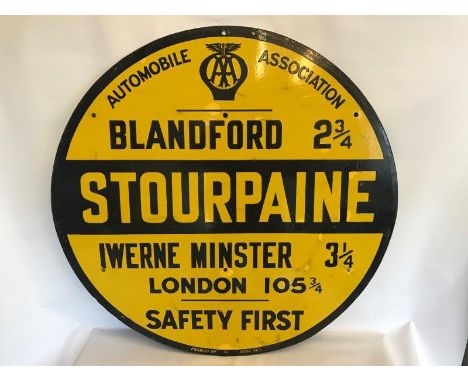 AUTOMOBILE AA ASSOCIATION
BLANDFORD 2¾
STOURPAINE
IWERNE MINSTER 3¼
LONDON 105¾
SAFETY FIRST